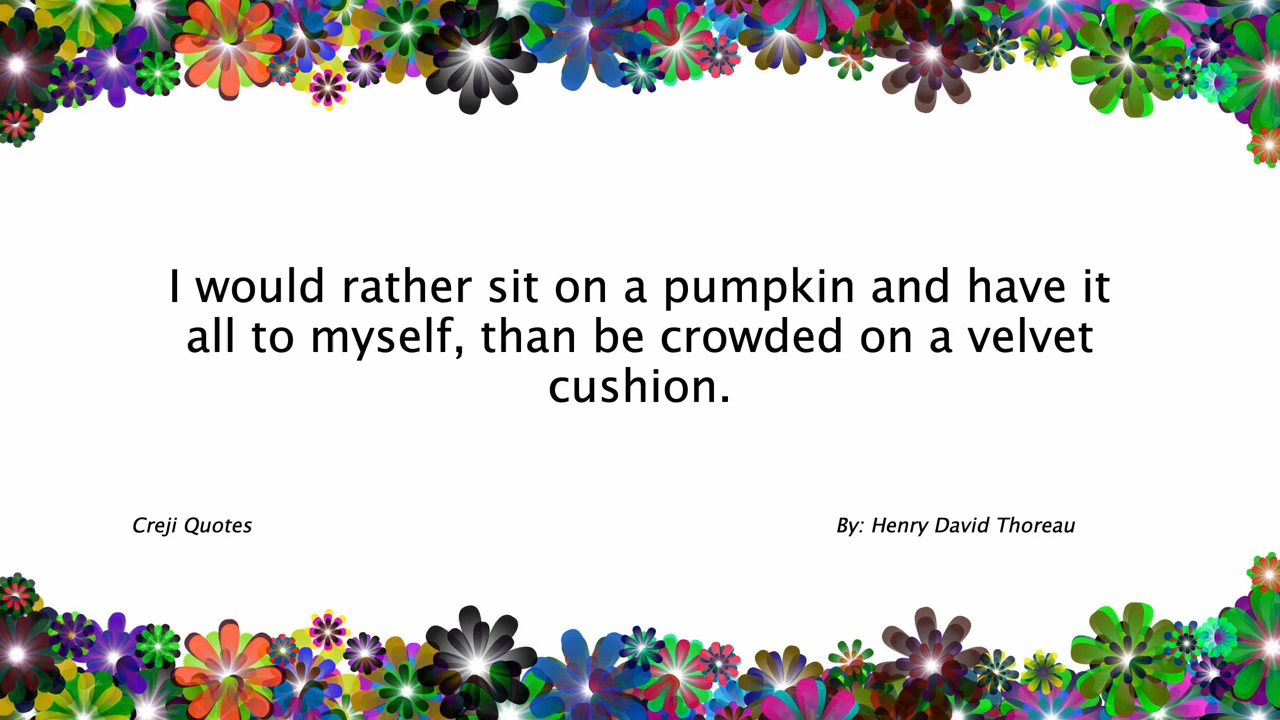 I would rather sit on a pumpkin and have it
all to myself, than be crowded on a velvet
cushion.
Creji Quotes
By: Henry David Thoreau